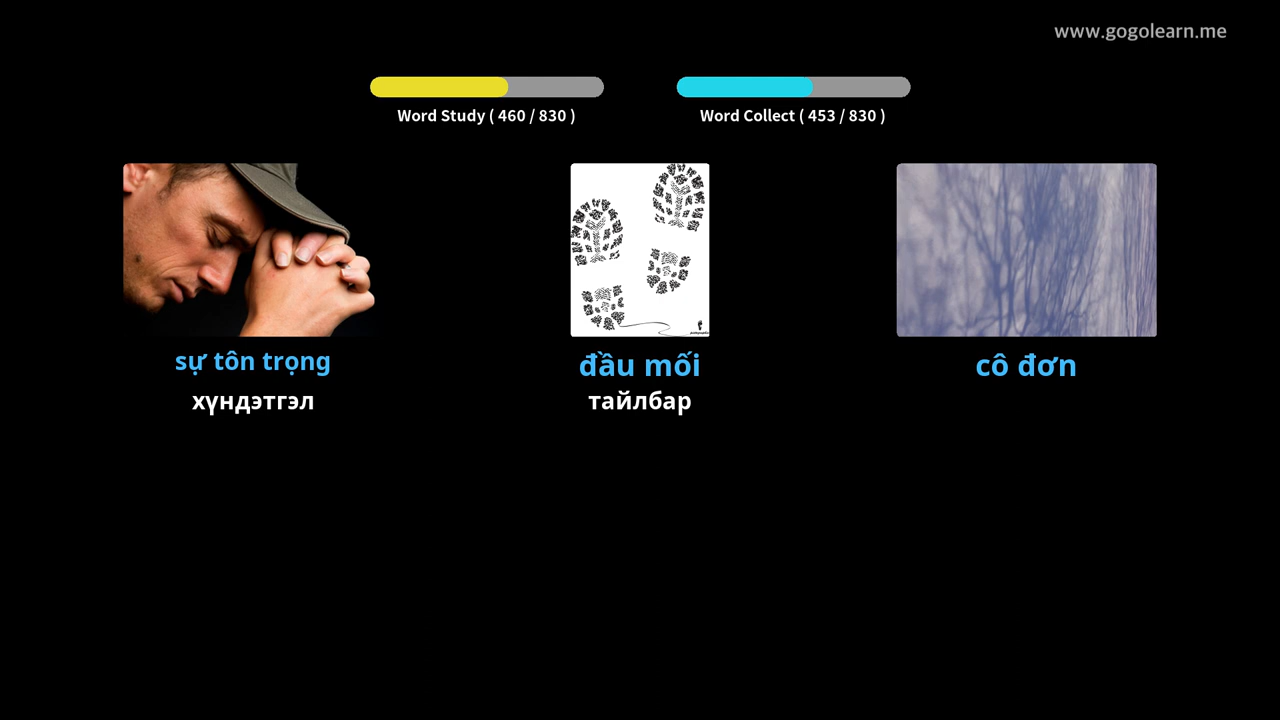 www.gogolearn.me
Word Study ( 460 / 830 )
Word Collect ( 453 / 830 )
sự tôn trọng
хүндэтгэл
đầu mối
тайлбар
cô đơn